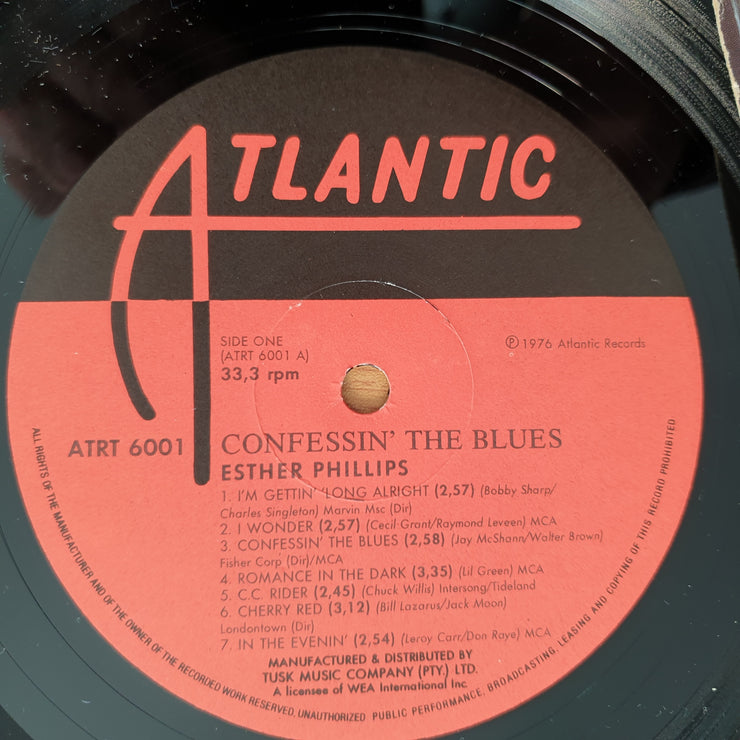 ATLANTIC
SIDE ONE
(ATRT 6001 A)
33,3 rpm
℗ 1976 Atlantic Records
ATRT 6001
CONFESSIN' THE BLUES
ESTHER PHILLIPS
1. I'M GETTIN' 'LONG ALRIGHT (2,57) (Bobby Sharp/
Charles Singleton) Marvin Msc (Dir)
2. I WONDER (2,57) (Cecil Grant/Raymond Leveen) MCA
3. CONFESSIN' THE BLUES (2,58) (Jay McShann/Walter Brown)
Fisher Corp (Dir)/MCA
4. ROMANCE IN THE DARK (3,35) (Lil Green) MCA
5. C.C. RIDER (2,45) (Chuck Willis) Intersong/Tideland
6. CHERRY RED (3,12) (Bill Lazarus/Jack Moon)
Londontown (Dir)
7. IN THE EVENIN' (2,54) (Leroy Carr/Don Raye) MCA
MANUFACTURED & DISTRIBUTED BY
TUSK MUSIC COMPANY (PTY.) LTD.
A licensee of WEA International Inc
ALL RIGHTS OF THE MANUFACTURER AND OF THE OWNER OF THE RECORDED WORK RESERVED. UNAUTHORIZED PUBLIC PERFORMANCE, BROADCASTING, LEASING AND COPYING OF THIS RECORD PROHIBITED